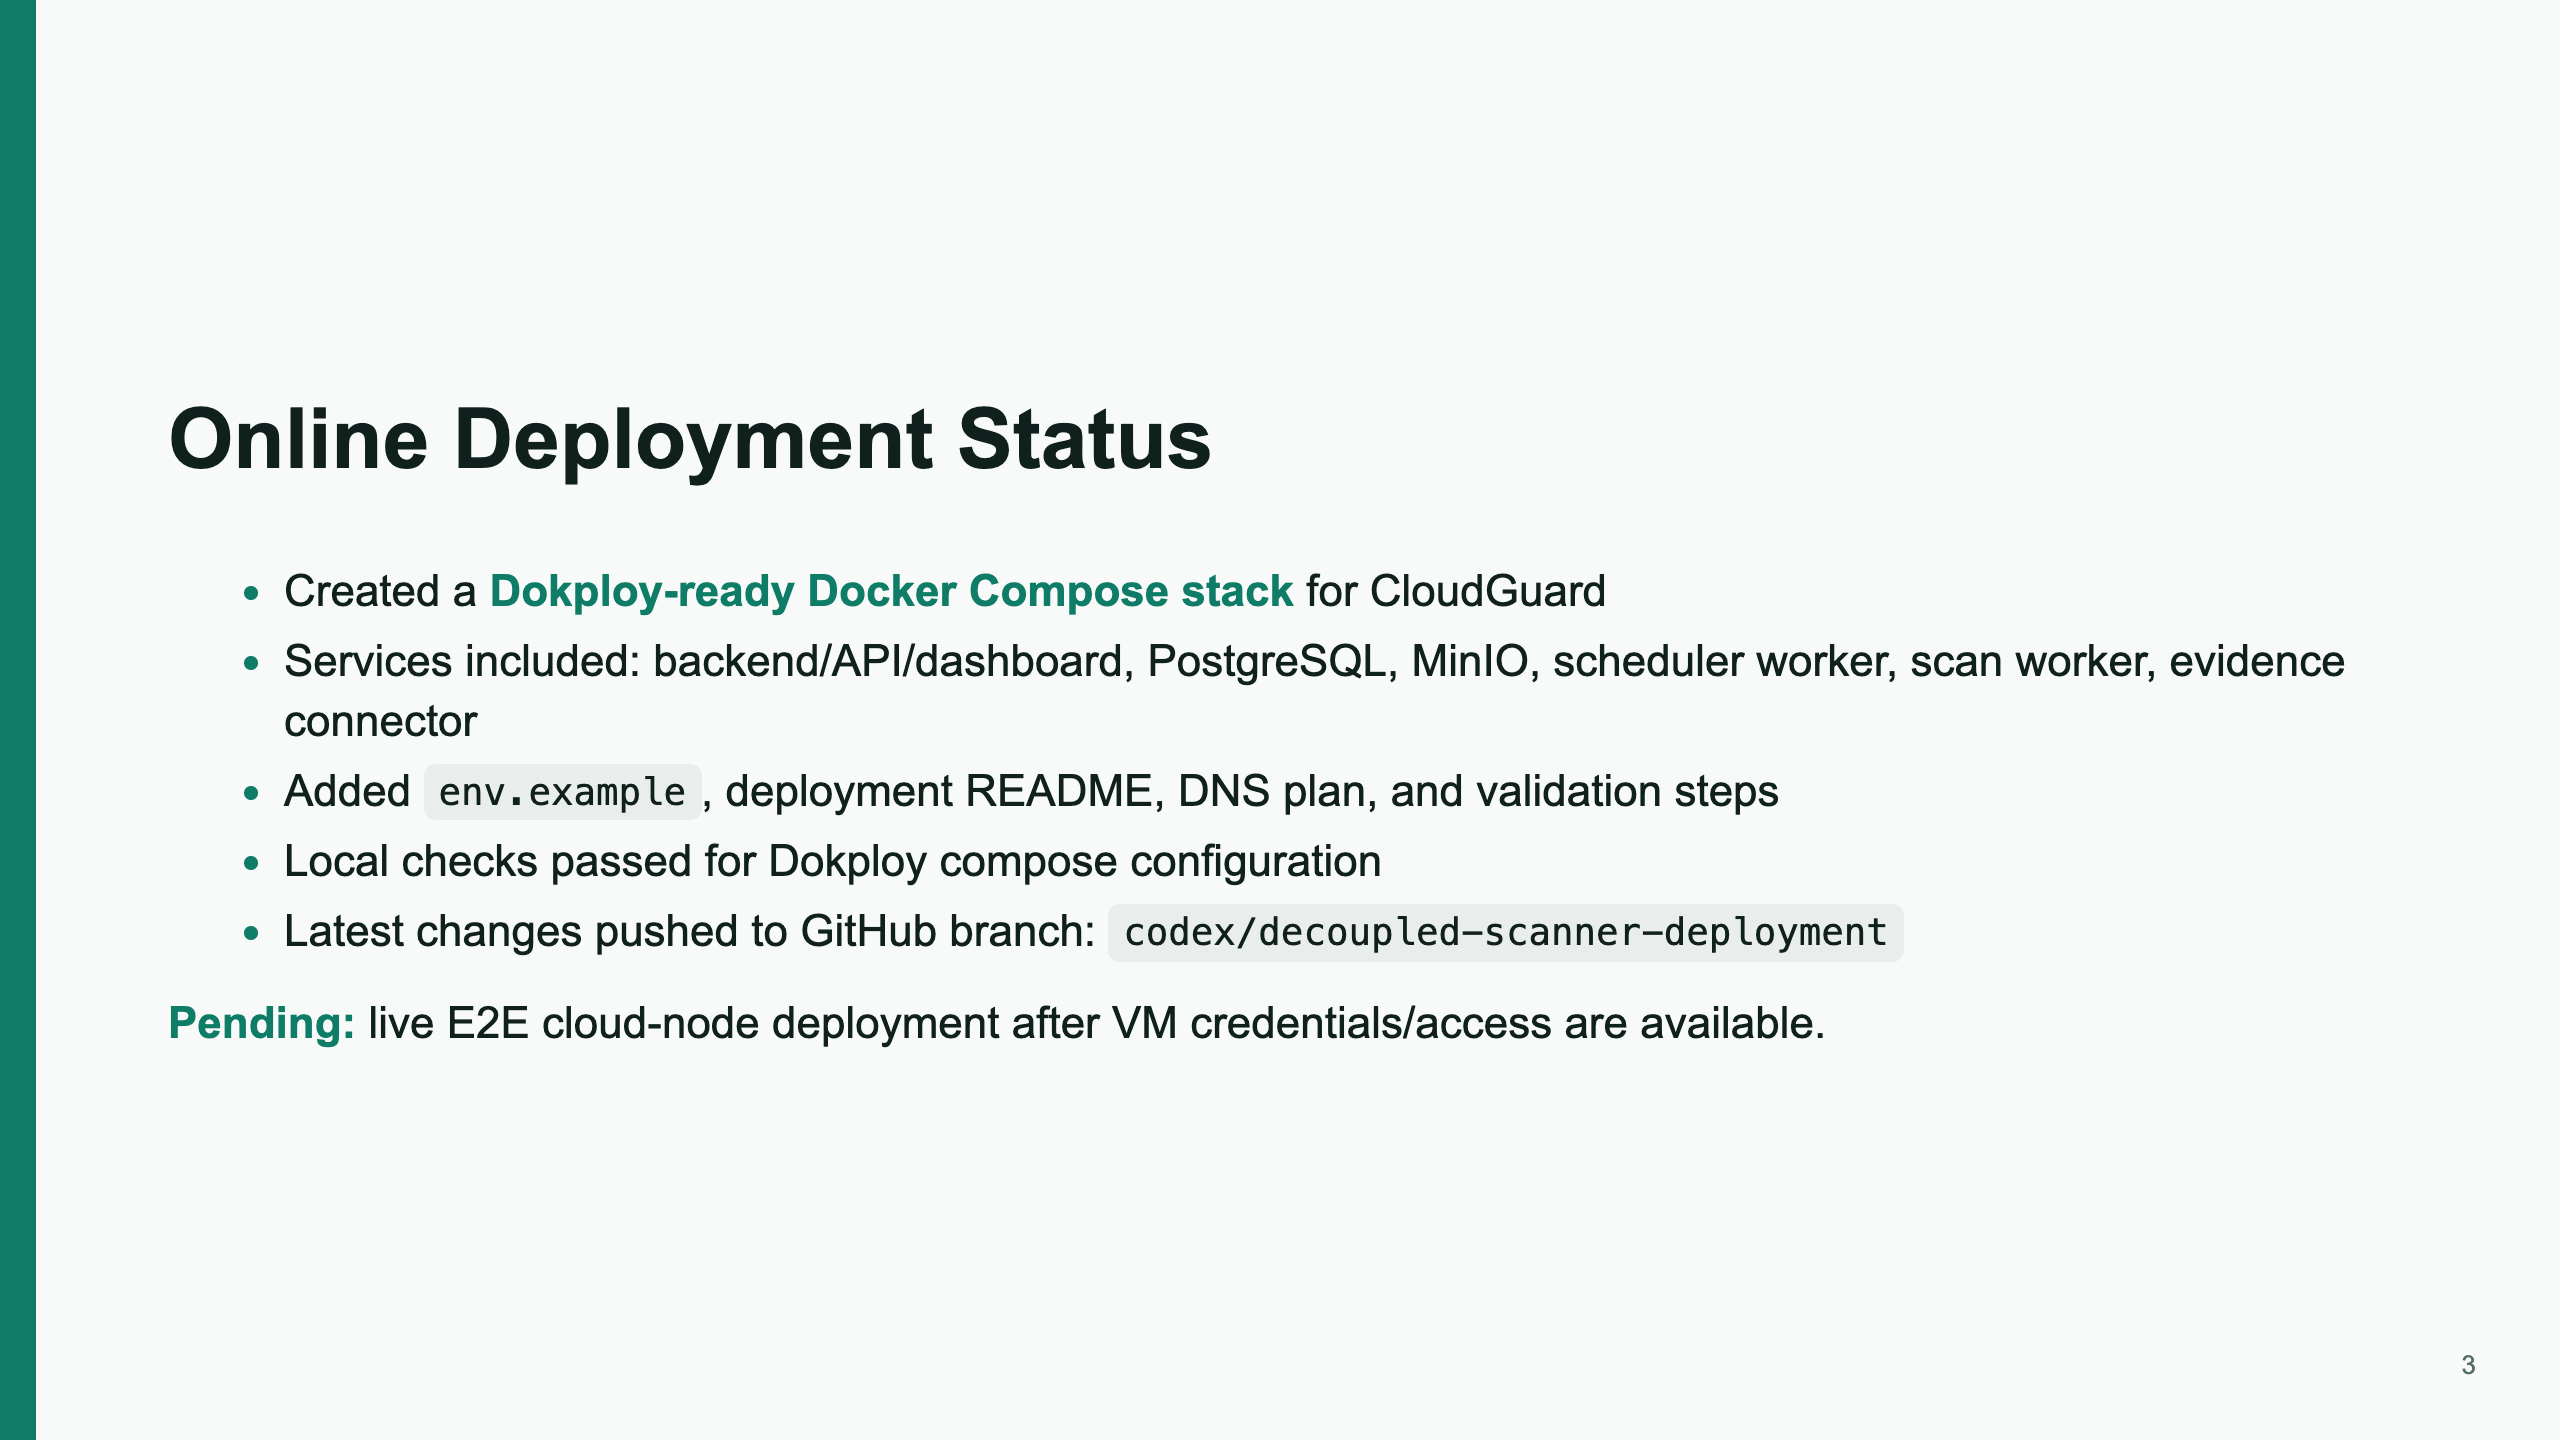 Online Deployment Status
• Created a Dokploy-ready Docker Compose stack for CloudGuard
• Services included: backend/API/dashboard, PostgreSQL, MinIO, scheduler worker, scan worker, evidence
connector
• Added env.example, deployment README, DNS plan, and validation steps
• Local checks passed for Dokploy compose configuration
• Latest changes pushed to GitHub branch: codex/decoupled-scanner-deployment
Pending: live E2E cloud-node deployment after VM credentials/access are available.
3